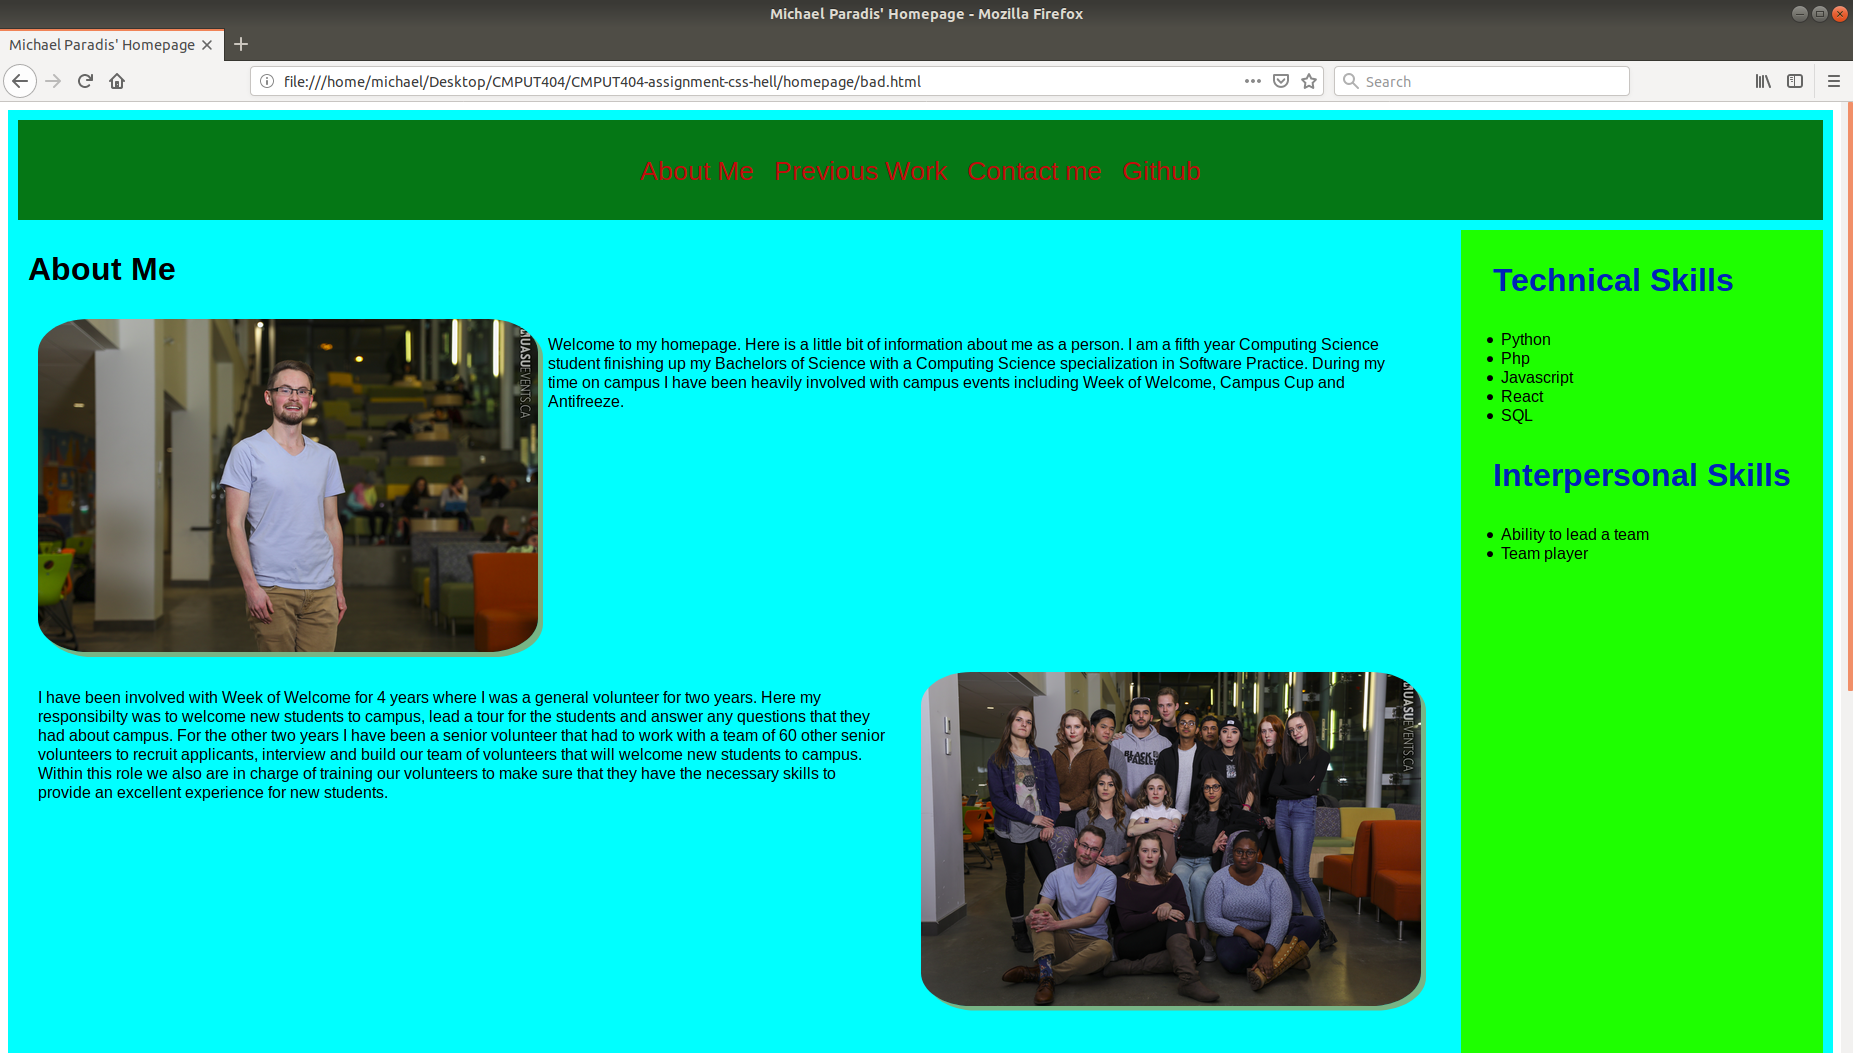 Michael Paradis' Homepage - Mozilla Firefox
Michael Paradis' Homepage
file:///home/michael/Desktop/CMPUT404/CMPUT404-assignment-css-hell/homepage/bad.html
Search
About Me Previous Work Contact me Github
About Me
UASUEVENTS.CA
Welcome to my homepage. Here is a little bit of information about me as a person. I am a fifth year Computing Science
student finishing up my Bachelors of Science with a Computing Science specialization in Software Practice. During my
time on campus I have been heavily involved with campus events including Week of Welcome, Campus Cup and
Antifreeze.
I have been involved with Week of Welcome for 4 years where I was a general volunteer for two years. Here my
responsibilty was to welcome new students to campus, lead a tour for the students and answer any questions that they
had about campus. For the other two years I have been a senior volunteer that had to work with a team of 60 other senior
volunteers to recruit applicants, interview and build our team of volunteers that will welcome new students to campus.
Within this role we also are in charge of training our volunteers to make sure that they have the necessary skills to
provide an excellent experience for new students.
UASUEVENTS.CA
BLACK
PAISLEY
Technical Skills
Python
Php
Javascript
React
SQL
Interpersonal Skills
Ability to lead a team
Team player